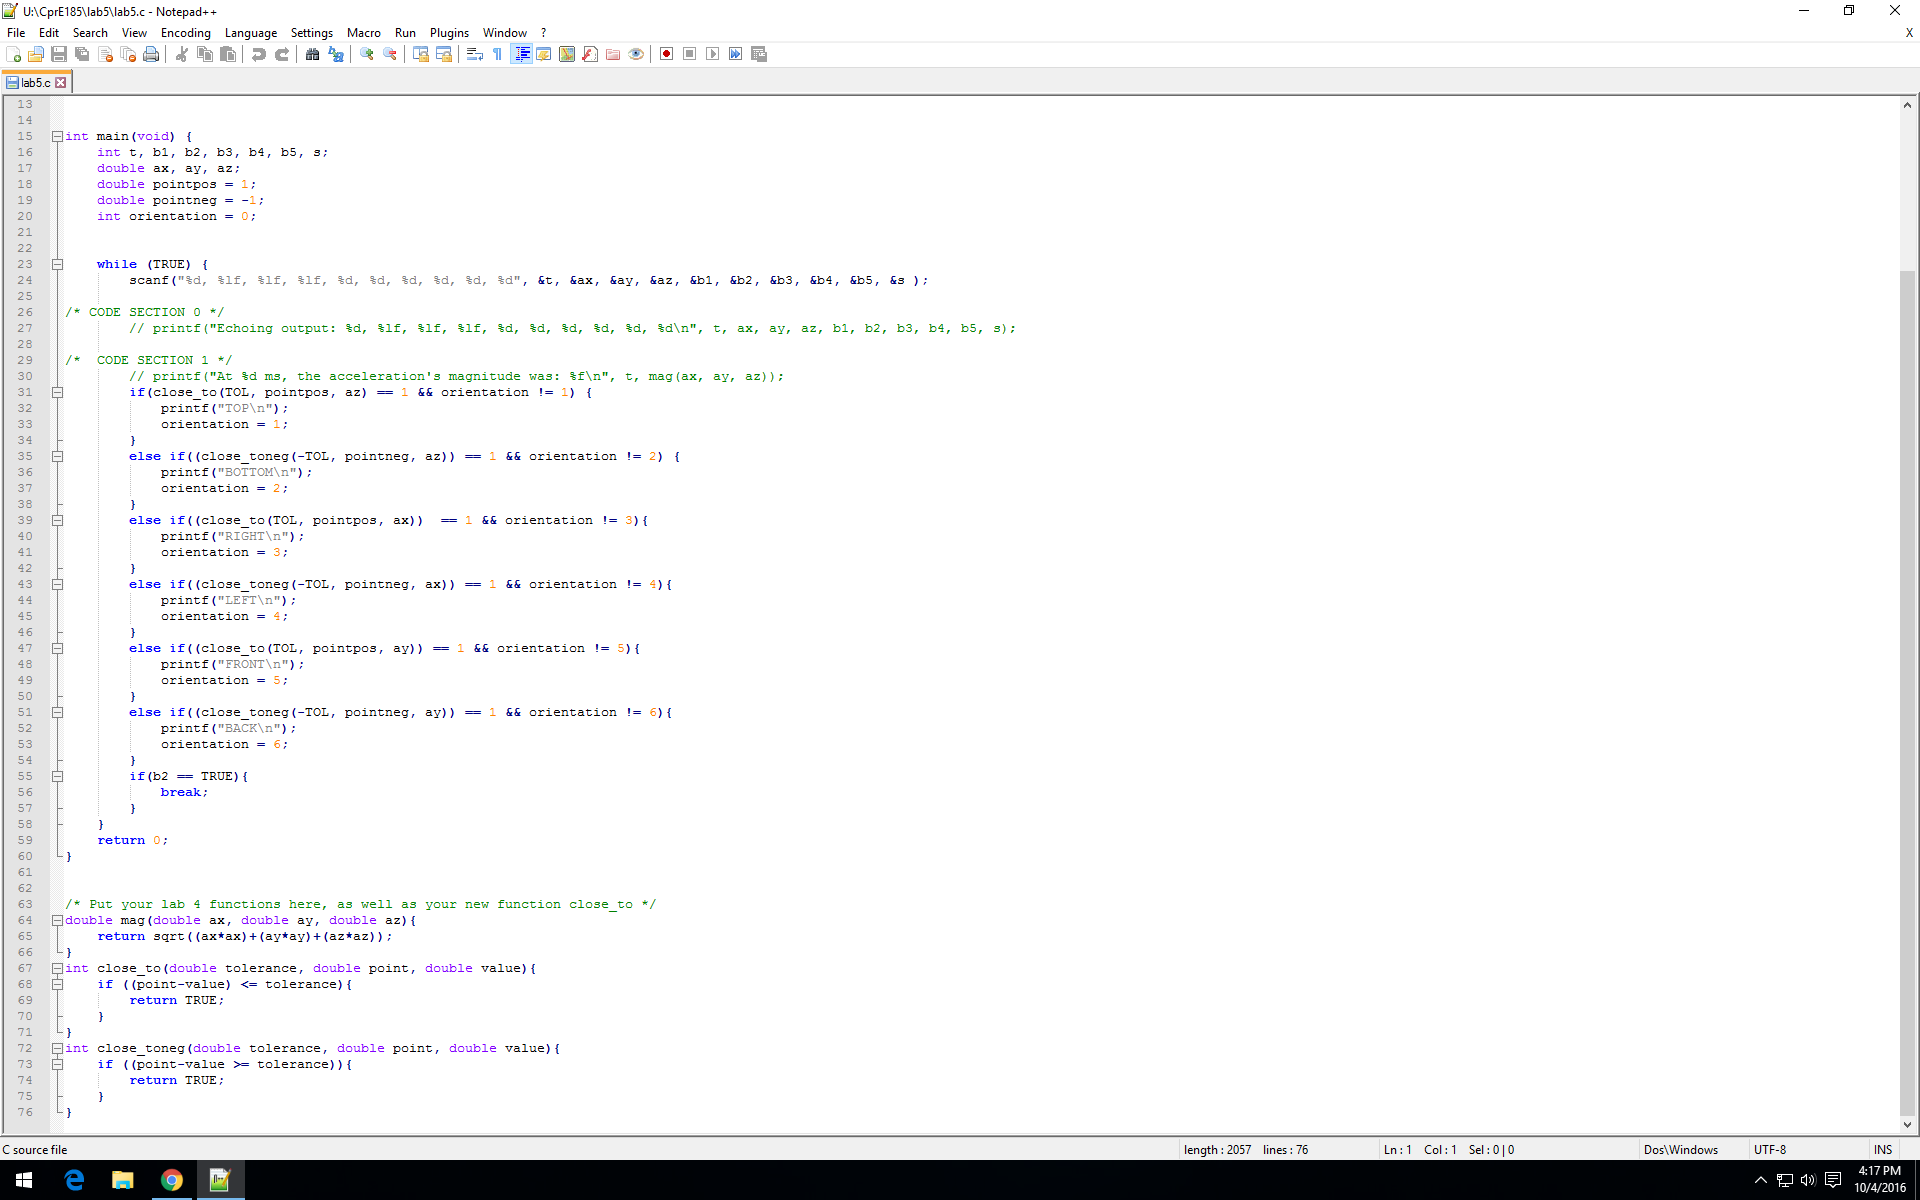 U:\CprE185\lab5\lab5.c - Notepad++
File Edit Search View Encoding Language Settings Macro Run Plugins Window ? X
lab5.c
13
14
15 int main(void) {
16 int t, b1, b2, b3, b4, b5, s;
17 double ax, ay, az;
18 double pointpos = 1;
19 double pointneg = -1;
20 int orientation = 0;
21
22
23 while (TRUE) {
24 scanf("%d, %lf, %lf, %lf, %d, %d, %d, %d, %d, %d", &t, &ax, &ay, &az, &b1, &b2, &b3, &b4, &b5, &s );
25
26 /* CODE SECTION 0 */
27 // printf("Echoing output: %d, %lf, %lf, %lf, %d, %d, %d, %d, %d, %d\n", t, ax, ay, az, b1, b2, b3, b4, b5, s);
28
29 /*  CODE SECTION 1 */
30 // printf("At %d ms, the acceleration's magnitude was: %f\n", t, mag(ax, ay, az));
31 if(close_to(TOL, pointpos, az) == 1 && orientation != 1) {
32 printf("TOP\n");
33 orientation = 1;
34 }
35 else if((close_toneg(-TOL, pointneg, az)) == 1 && orientation != 2) {
36 printf("BOTTOM\n");
37 orientation = 2;
38 }
39 else if((close_to(TOL, pointpos, ax))  == 1 && orientation != 3){
40 printf("RIGHT\n");
41 orientation = 3;
42 }
43 else if((close_toneg(-TOL, pointneg, ax)) == 1 && orientation != 4){
44 printf("LEFT\n");
45 orientation = 4;
46 }
47 else if((close_to(TOL, pointpos, ay)) == 1 && orientation != 5){
48 printf("FRONT\n");
49 orientation = 5;
50 }
51 else if((close_toneg(-TOL, pointneg, ay)) == 1 && orientation != 6){
52 printf("BACK\n");
53 orientation = 6;
54 }
55 if(b2 == TRUE){
56 break;
57 }
58 }
59 return 0;
60 }
61
62
63 /* Put your lab 4 functions here, as well as your new function close_to */
64 double mag(double ax, double ay, double az){
65 return sqrt((ax*ax)+(ay*ay)+(az*az));
66 }
67 int close_to(double tolerance, double point, double value){
68 if ((point-value) <= tolerance){
69 return TRUE;
70 }
71 }
72 int close_toneg(double tolerance, double point, double value){
73 if ((point-value >= tolerance)){
74 return TRUE;
75 }
76 }
C source file length : 2057 lines : 76 Ln : 1 Col : 1 Sel : 0 | 0 Dos\Windows UTF-8 INS
4:17 PM
10/4/2016